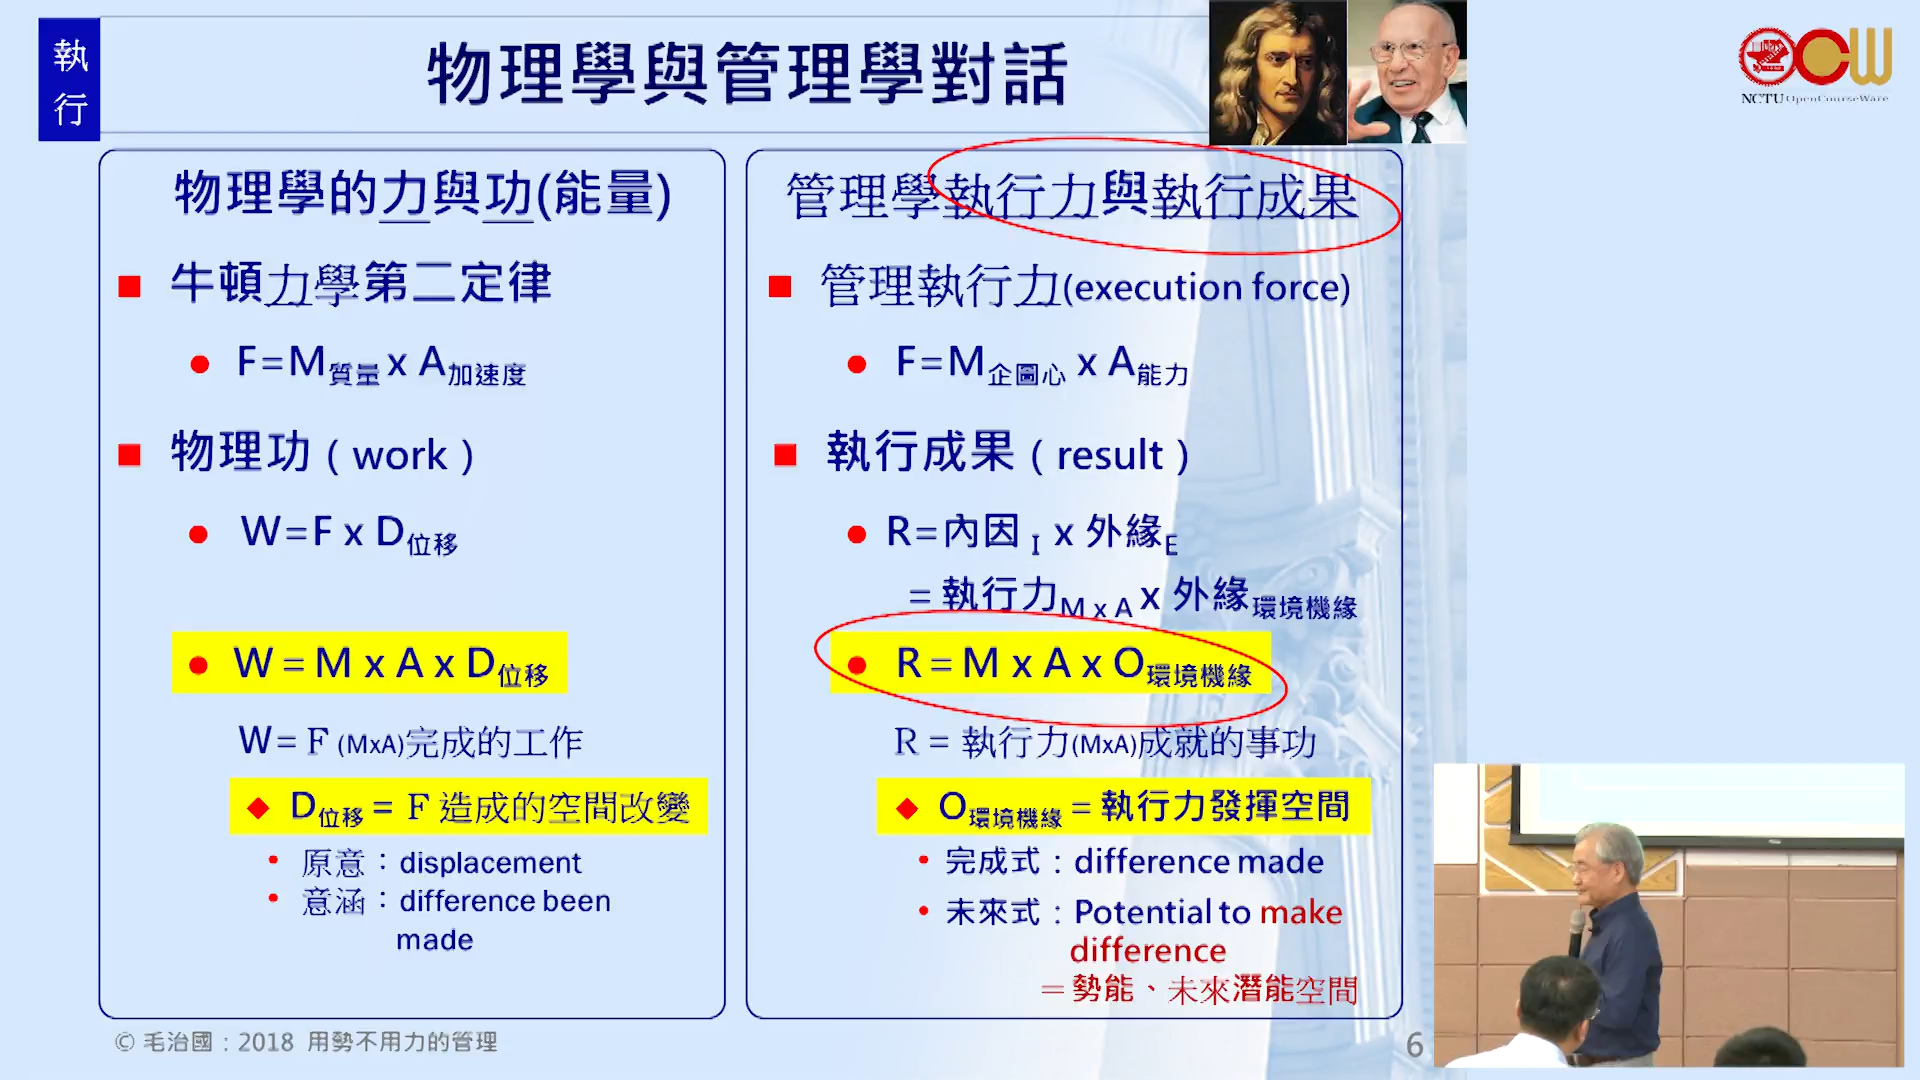 執行
物理學與管理學對話
NCTU OpenCourseWare
物理學的力與功(能量)
牛頓力學第二定律
F=M質量 x A加速度
物理功（work）
W=F x D位移
W = M x A x D位移
W= F (MxA)完成的工作
D位移 = F 造成的空間改變
原意：displacement
意涵：difference been
made
管理學執行力與執行成果
管理執行力(execution force)
F=M企圖心 x A能力
執行成果（result）
R=內因I x 外緣E
= 執行力M x A x 外緣環境機緣
R = M x A x O環境機緣
R = 執行力(MxA)成就的事功
O環境機緣 = 執行力發揮空間
完成式：difference made
未來式：Potential to make
difference
＝勢能、未來潛能空間
© 毛治國：2018 用勢不用力的管理
6